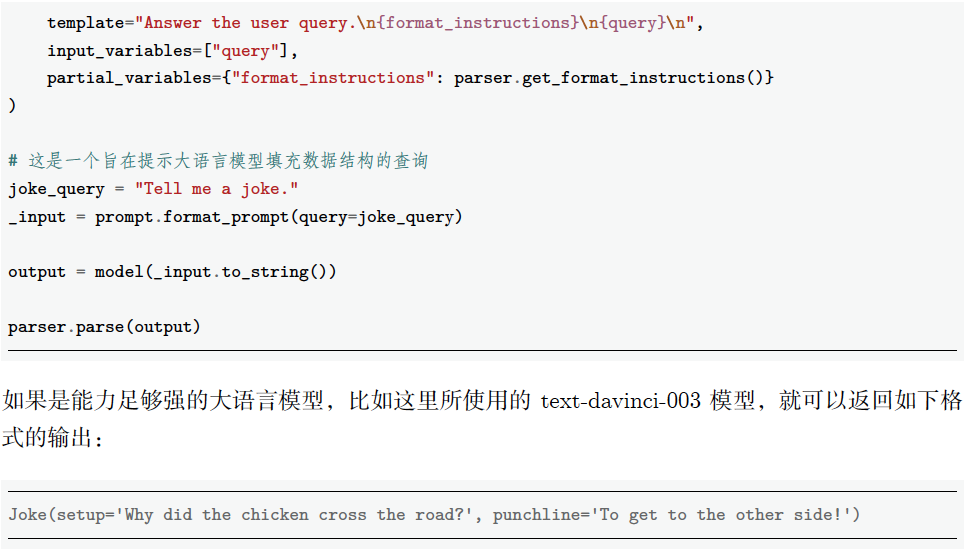 template="Answer the user query.\n{format_instructions}\n{query}\n",
input_variables=["query"],
partial_variables={"format_instructions": parser.get_format_instructions()}
)
# 这是一个旨在提示大语言模型填充数据结构的查询
joke_query = "Tell me a joke."
_input = prompt.format_prompt(query=joke_query)
output = model(_input.to_string())
parser.parse(output)
如果是能力足够强的大语言模型，比如这里所使用的 text-davinci-003 模型，就可以返回如下格
式的输出：
Joke(setup='Why did the chicken cross the road?', punchline='To get to the other side!')